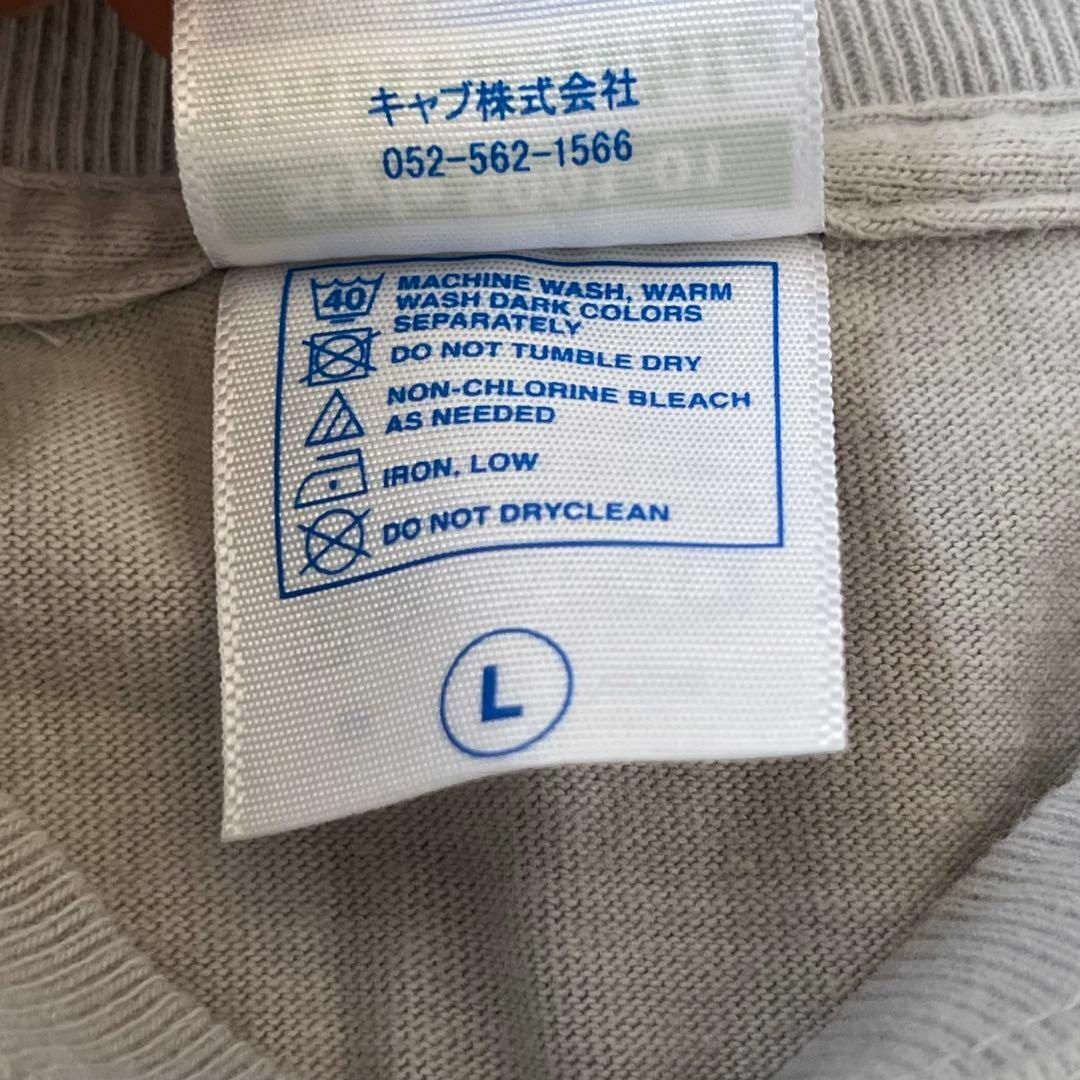 キャブ株式会社
052-562-1566
40
MACHINE WASH, WARM
WASH DARK COLORS
SEPARATELY
DO NOT TUMBLE DRY
NON-CHLORINE BLEACH
AS NEEDED
IRON, LOW
DO NOT DRYCLEAN
L